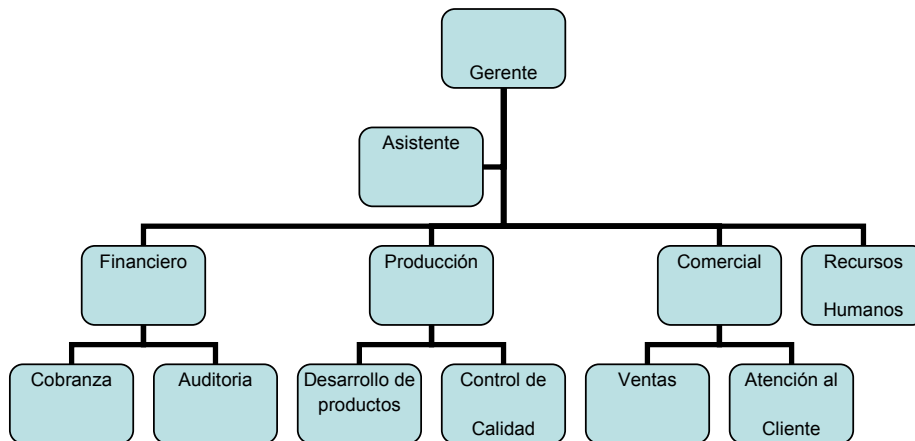 Gerente
Asistente
Financiero
Producción
Comercial
Recursos
Humanos
Cobranza
Auditoria
Desarrollo de
productos
Control de
Calidad
Ventas
Atención al
Cliente